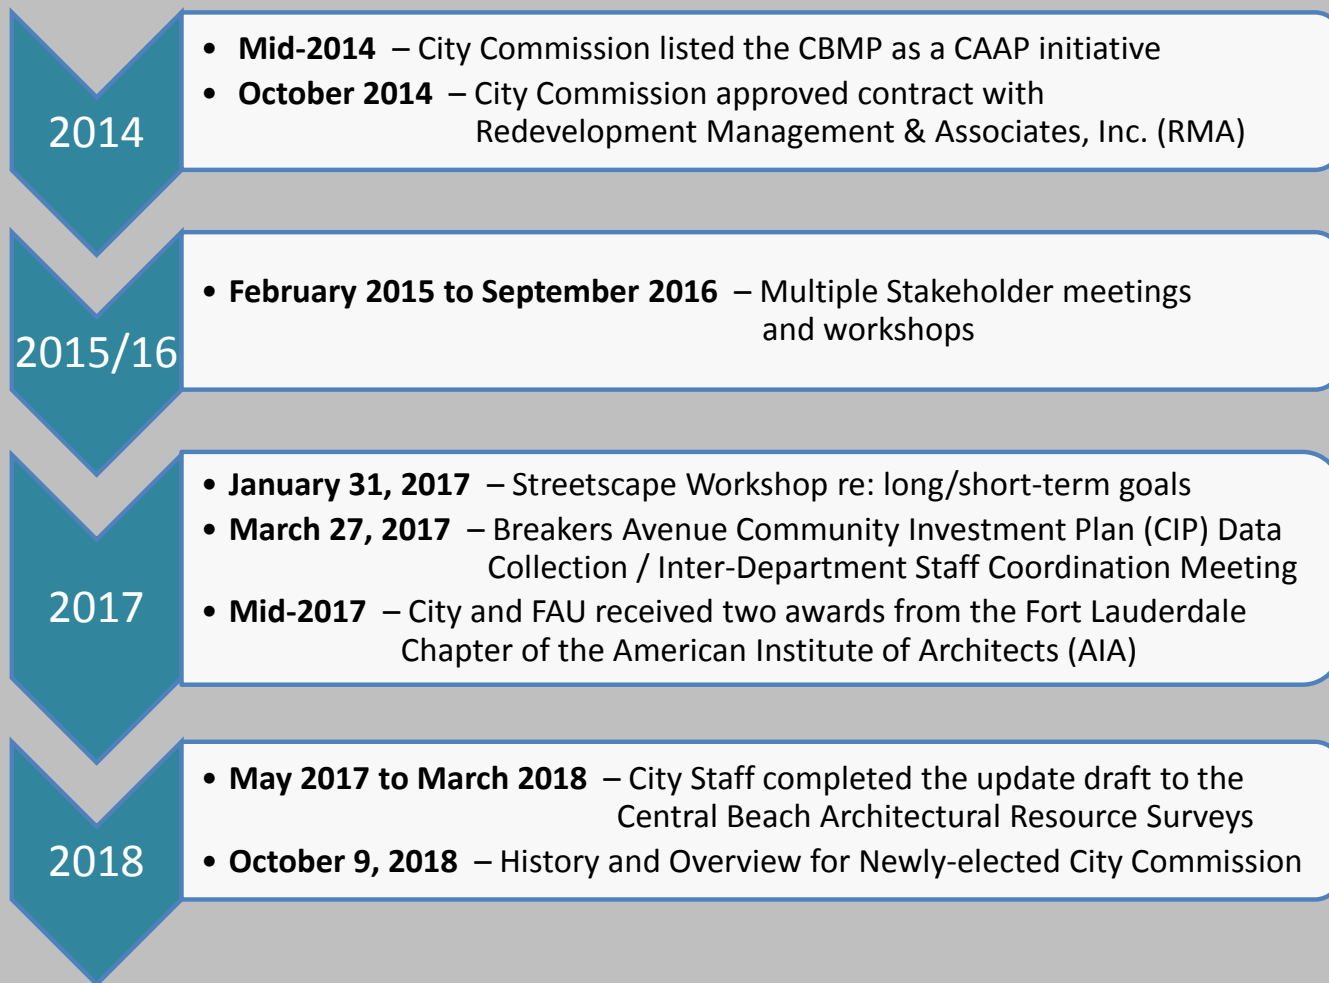 2014
• Mid-2014 – City Commission listed the CBMP as a CAAP initiative
• October 2014 – City Commission approved contract with
Redevelopment Management & Associates, Inc. (RMA)
2015/16
• February 2015 to September 2016 – Multiple Stakeholder meetings
and workshops
2017
• January 31, 2017 – Streetscape Workshop re: long/short-term goals
• March 27, 2017 – Breakers Avenue Community Investment Plan (CIP) Data
Collection / Inter-Department Staff Coordination Meeting
• Mid-2017 – City and FAU received two awards from the Fort Lauderdale
Chapter of the American Institute of Architects (AIA)
2018
• May 2017 to March 2018 – City Staff completed the update draft to the
Central Beach Architectural Resource Surveys
• October 9, 2018 – History and Overview for Newly-elected City Commission